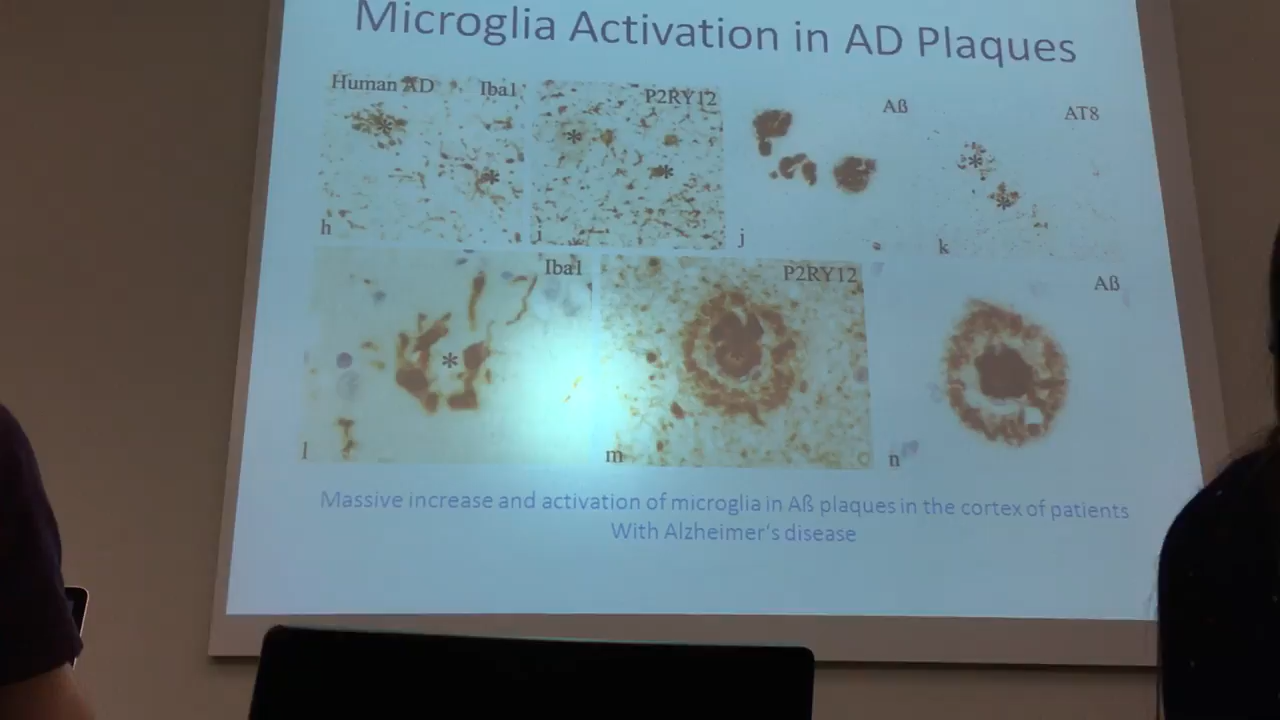 Microglia Activation in AD Plaques
Human AD
Iba1
P2RY12
Aß
AT8
h
i
j
k
Iba1
P2RY12
Aß
l
m
n
Massive increase and activation of microglia in Aß plaques in the cortex of patients
With Alzheimer's disease